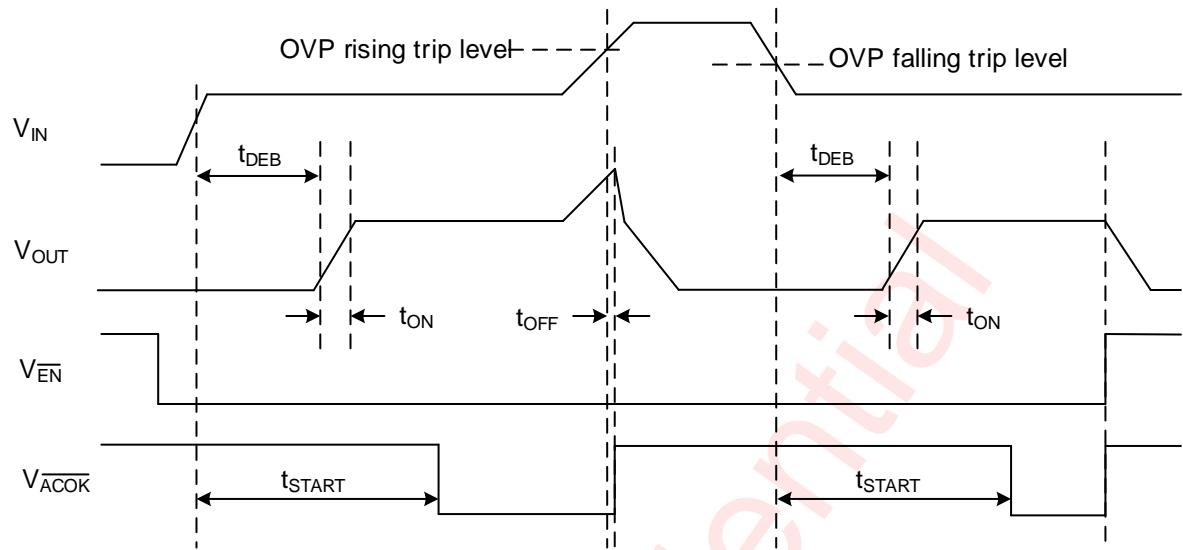 OVP rising trip level
OVP falling trip level
VIN
tDEB
tDEB
VOUT
tON
tOFF
tON
VEN
VACOK
tSTART
tSTART
ential